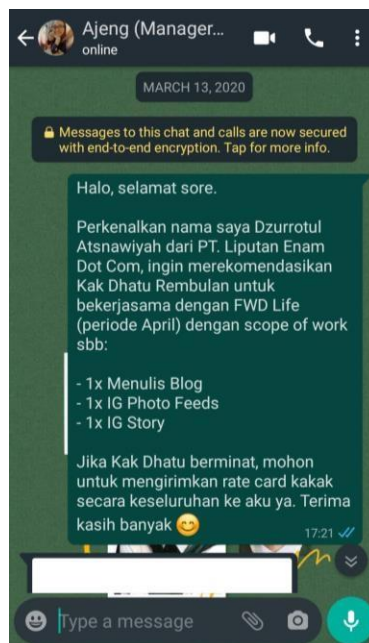 Ajeng (Manager...
online
MARCH 13, 2020
Messages to this chat and calls are now secured
with end-to-end encryption. Tap for more info.
Halo, selamat sore.
Perkenalkan nama saya Dzurrotul
Atsnawiyah dari PT. Liputan Enam
Dot Com, ingin merekomendasikan
Kak Dhatu Rembulan untuk
bekerjasama dengan FWD Life
(periode April) dengan scope of work
sbb:
- 1x Menulis Blog
- 1x IG Photo Feeds
- 1x IG Story
Jika Kak Dhatu berminat, mohon
untuk mengirimkan rate card kakak
secara keseluruhan ke aku ya. Terima
kasih banyak 😊
17:21
Type a message